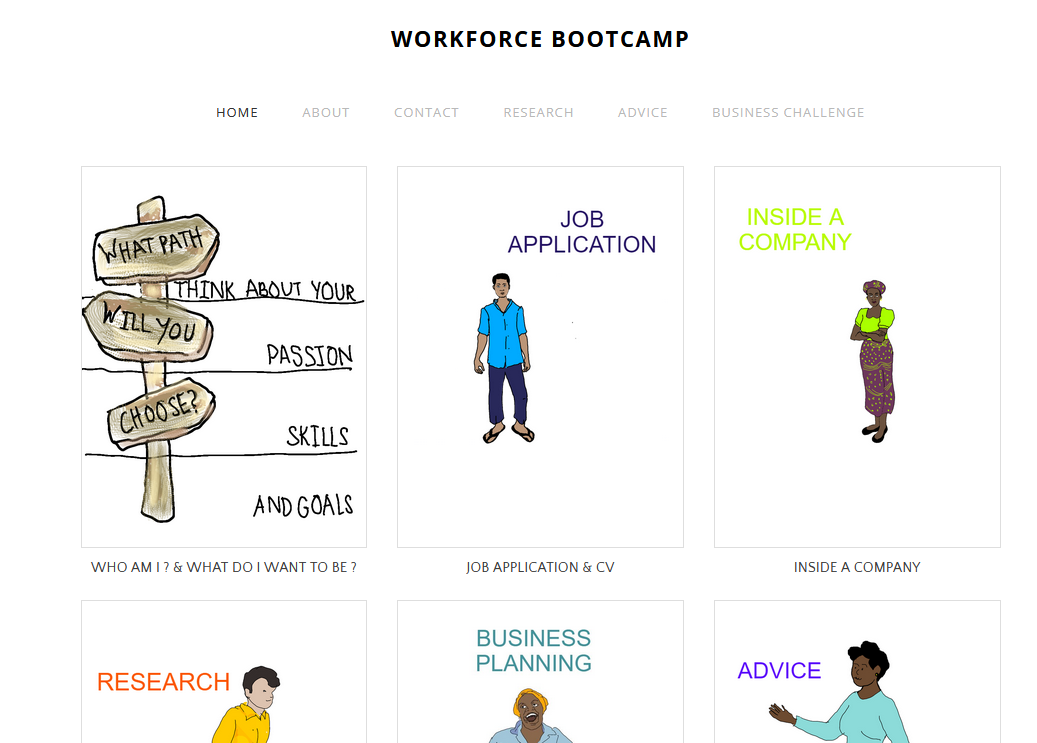 WORKFORCE BOOTCAMP
HOME ABOUT CONTACT RESEARCH ADVICE BUSINESS CHALLENGE
WHAT PATH
WILL YOU
CHOOSE?
THINK ABOUT YOUR
PASSION
SKILLS
AND GOALS
WHO AM I ? & WHAT DO I WANT TO BE ?
JOB
APPLICATION
JOB APPLICATION & CV
INSIDE A
COMPANY
INSIDE A COMPANY
RESEARCH
BUSINESS
PLANNING
ADVICE